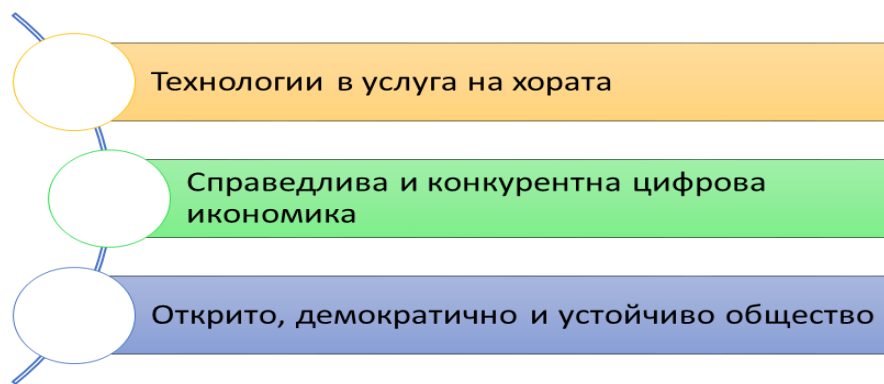 Технологии в услуга на хората
Справедлива и конкурентна цифрова
икономика
Открито, демократично и устойчиво общество